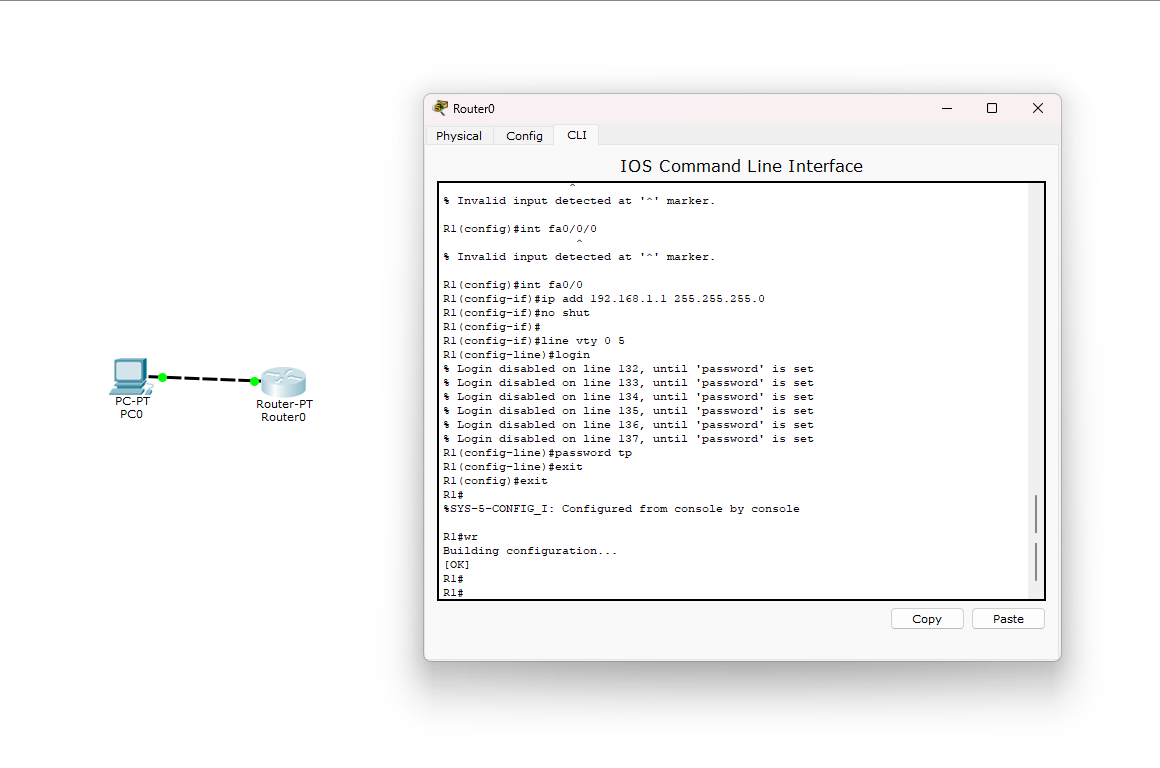 Router0
Physical Config CLI
IOS Command Line Interface
^
% Invalid input detected at '^' marker.
R1(config)#int fa0/0/0
^
% Invalid input detected at '^' marker.
R1(config)#int fa0/0
R1(config-if)#ip add 192.168.1.1 255.255.255.0
R1(config-if)#no shut
R1(config-if)#
R1(config-if)#line vty 0 5
R1(config-line)#login
% Login disabled on line 132, until 'password' is set
% Login disabled on line 133, until 'password' is set
% Login disabled on line 134, until 'password' is set
% Login disabled on line 135, until 'password' is set
% Login disabled on line 136, until 'password' is set
% Login disabled on line 137, until 'password' is set
R1(config-line)#password tp
R1(config-line)#exit
R1(config)#exit
R1#
%SYS-5-CONFIG_I: Configured from console by console
R1#wr
Building configuration...
[OK]
R1#
R1#
Copy Paste
PC-PT
PC0
Router-PT
Router0